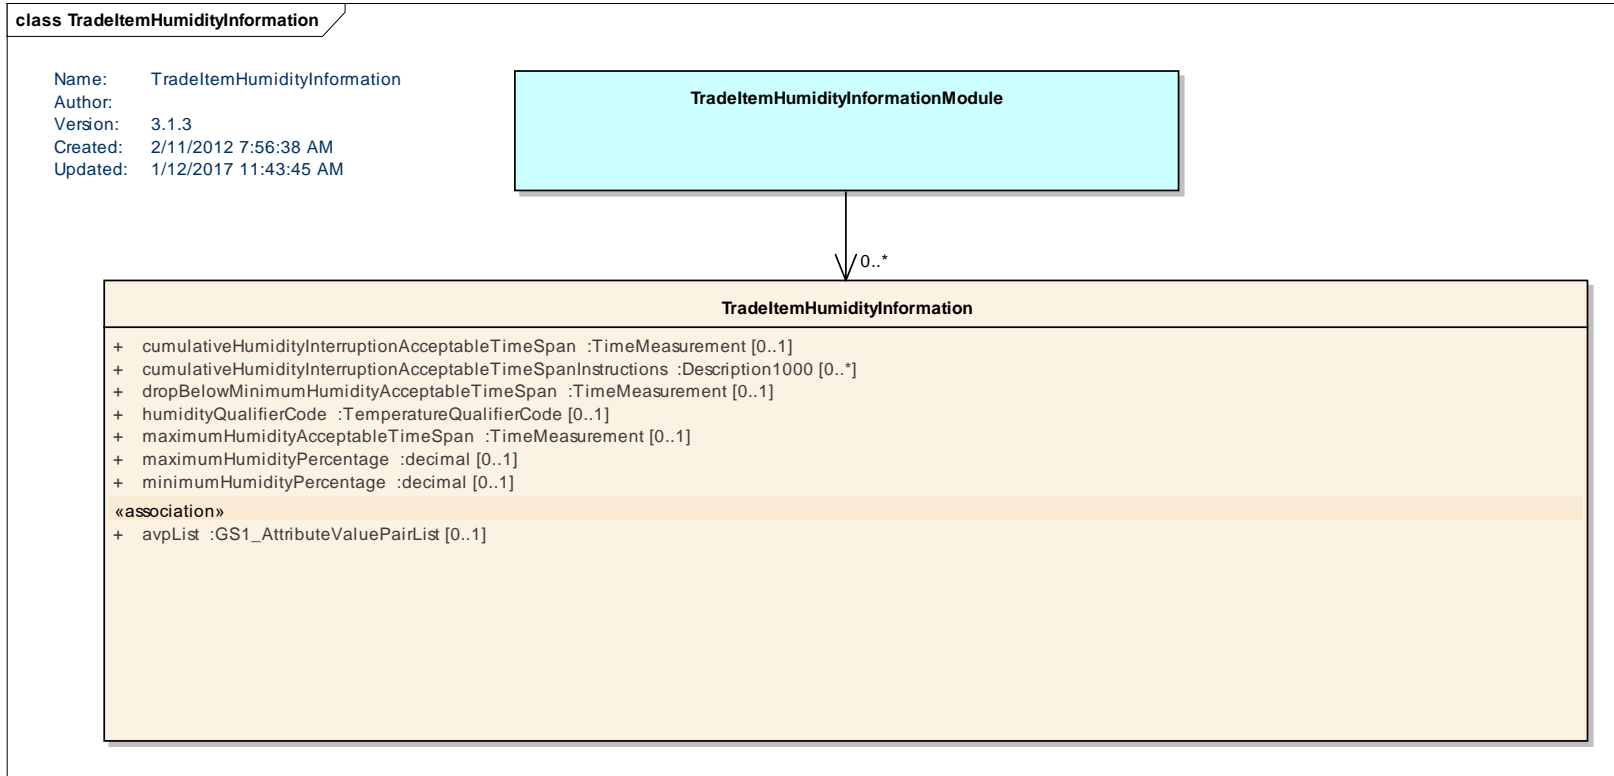 class TradeItemHumidityInformation
Name: TradeItemHumidityInformation
Author:
Version: 3.1.3
Created: 2/11/2012 7:56:38 AM
Updated: 1/12/2017 11:43:45 AM
TradeItemHumidityInformationModule
0..*
TradeItemHumidityInformation
+ cumulativeHumidityInterruptionAcceptableTimeSpan :TimeMeasurement [0..1]
+ cumulativeHumidityInterruptionAcceptableTimeSpanInstructions :Description1000 [0..*]
+ dropBelowMinimumHumidityAcceptableTimeSpan :TimeMeasurement [0..1]
+ humidityQualifierCode :TemperatureQualifierCode [0..1]
+ maximumHumidityAcceptableTimeSpan :TimeMeasurement [0..1]
+ maximumHumidityPercentage :decimal [0..1]
+ minimumHumidityPercentage :decimal [0..1]
«association»
+ avpList :GS1_AttributeValuePairList [0..1]